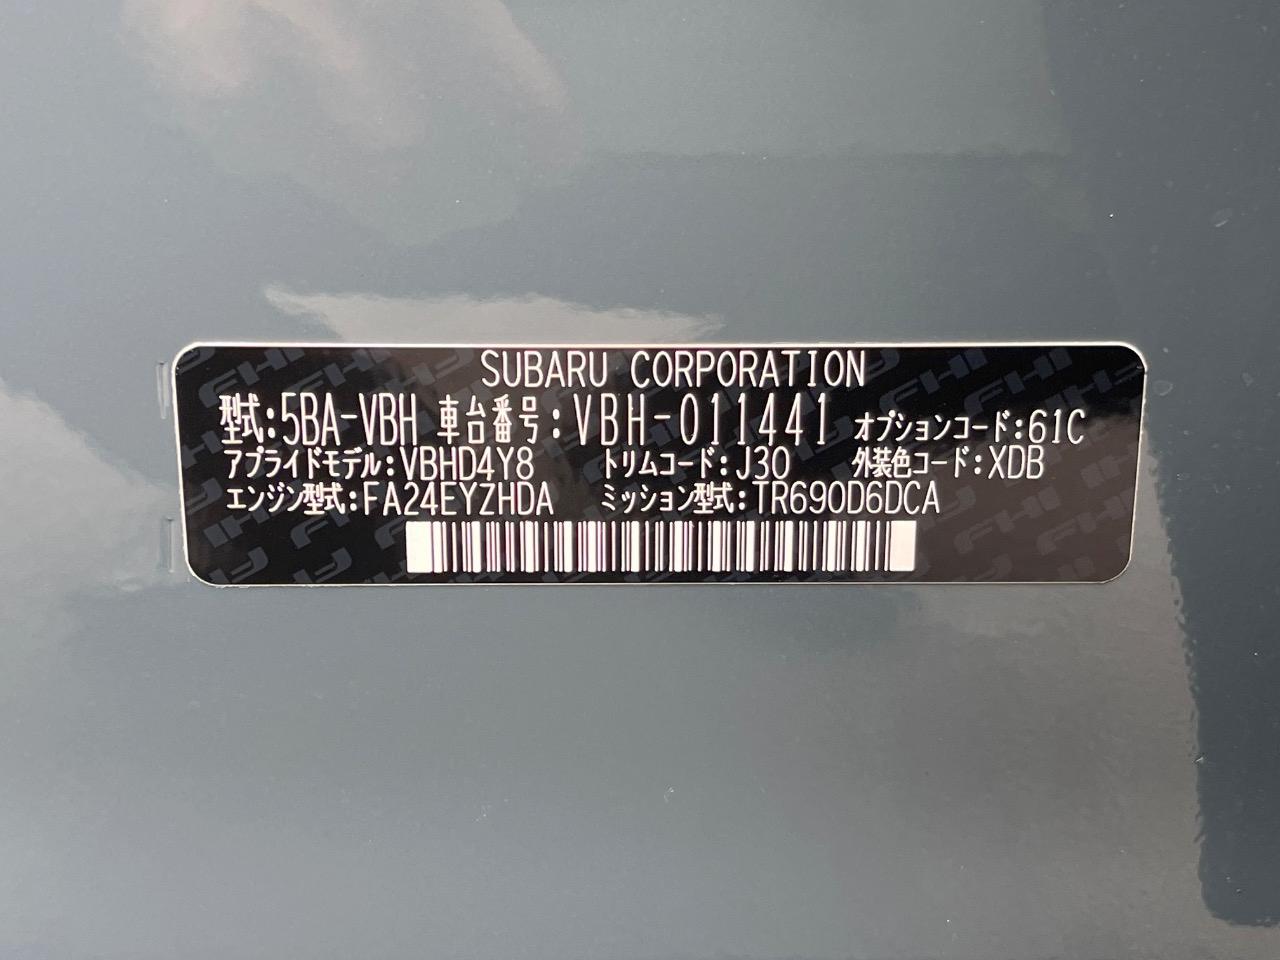 SUBARU CORPORATION
型式:5BA-VBH 車台番号:VBH-011441 オプションコード:61C
アプライドモデル:VBHD4Y8 トリムコード:J30 外装色コード:XDB
エンジン型式:FA24EYZHDA ミッション型式:TR690D6DCA